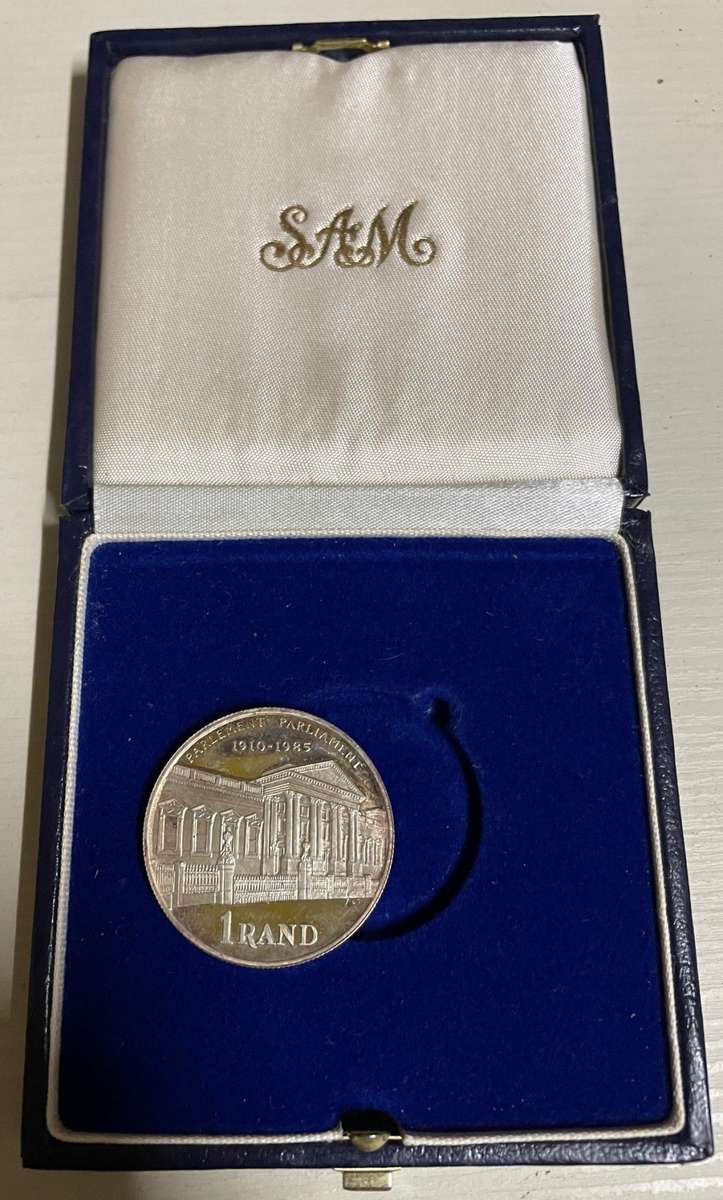 SAM
PARLEMENT PARLIAMENT
1910-1985
1 RAND